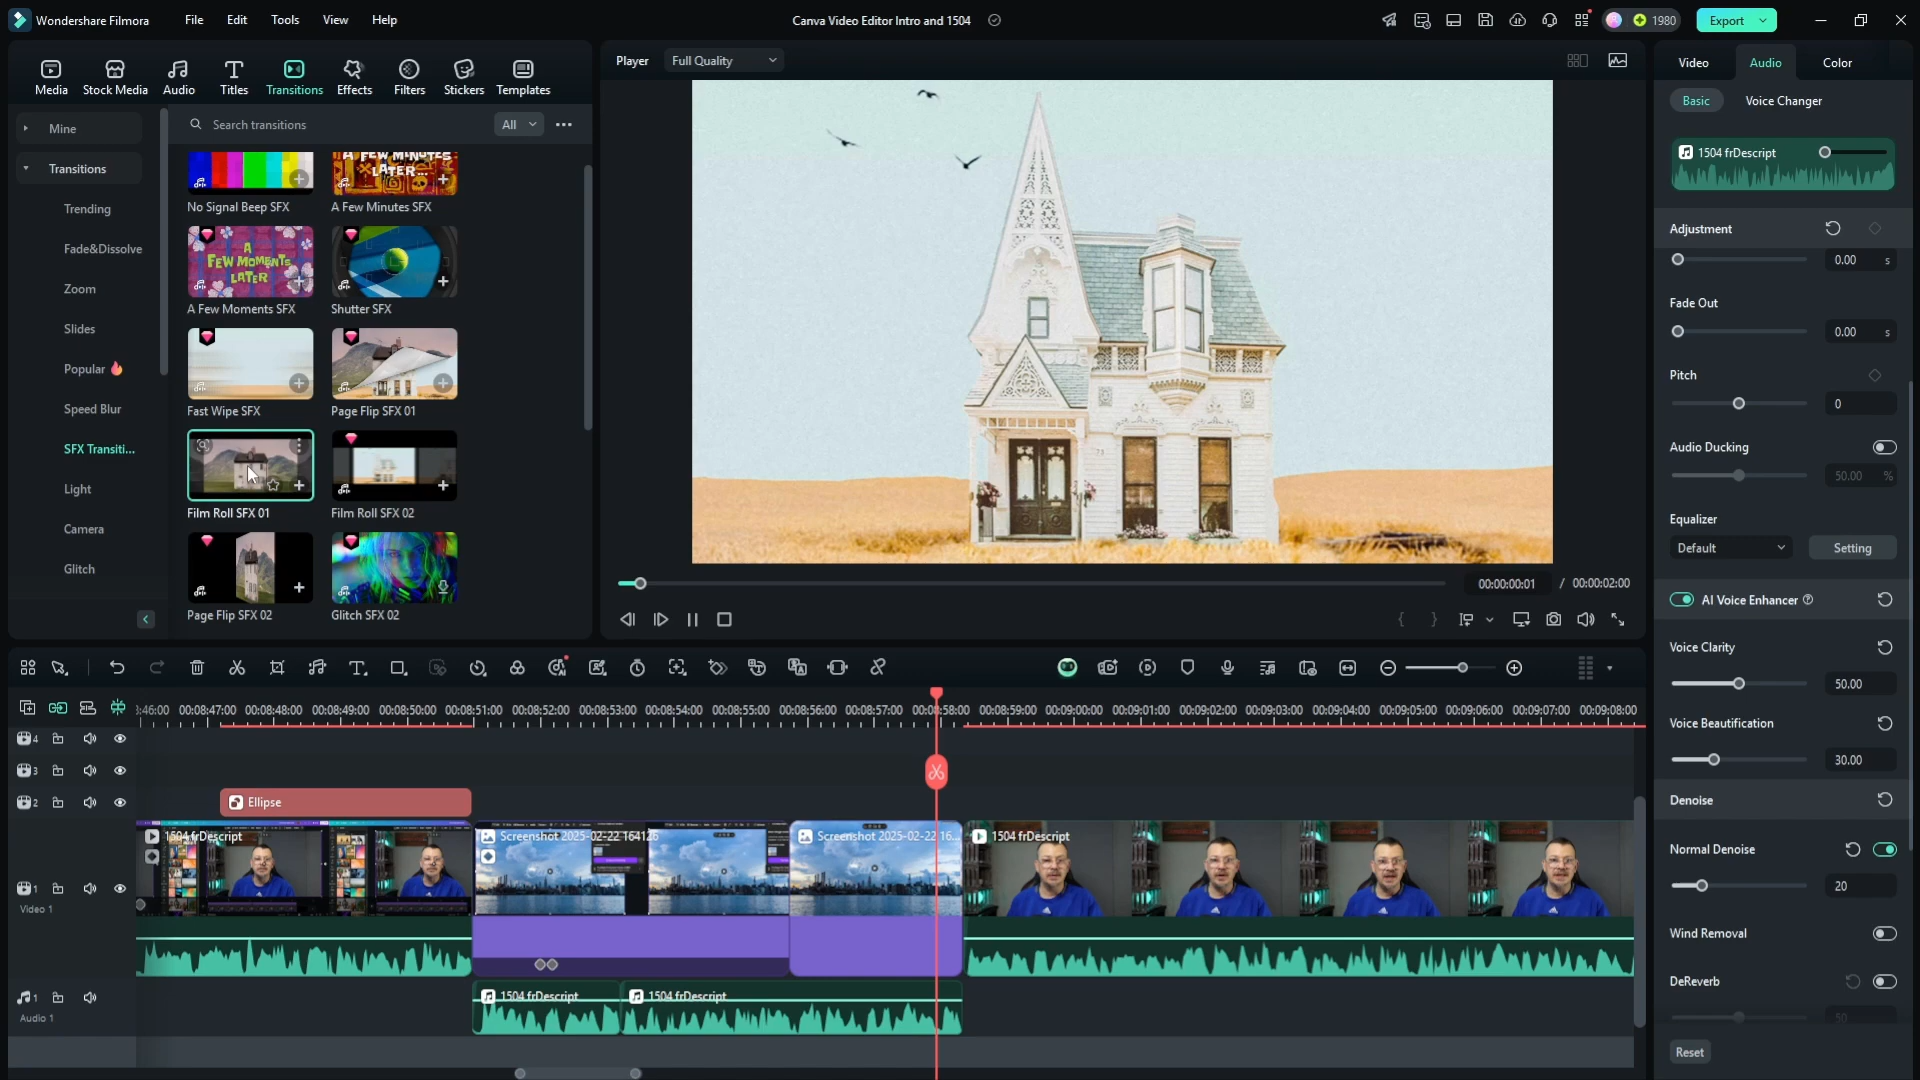 Wondershare Filmora
File
Edit
Tools
View
Help
Canva Video Editor Intro and 1504
1980
Export
Media
Stock Media
Audio
Titles
Transitions
Effects
Filters
Stickers
Templates
Mine
Transitions
Trending
Fade&Dissolve
Zoom
Slides
Popular
Speed Blur
SFX Transiti...
Light
Camera
Glitch
Search transitions
All
A FEW MINUTES
LATER...
No Signal Beep SFX
A Few Minutes SFX
A
FEW MOMENTS
LATER
A Few Moments SFX
Shutter SFX
Fast Wipe SFX
Page Flip SFX 01
Film Roll SFX 01
Film Roll SFX 02
Page Flip SFX 02
Glitch SFX 02
Player
Full Quality
00:00:00:01 / 00:00:02:00
Video
Audio
Color
Basic
Voice Changer
1504 frDescript
Adjustment
0.00 s
Fade Out
0.00 s
Pitch
0
Audio Ducking
50.00 %
Equalizer
Default
Setting
AI Voice Enhancer
Voice Clarity
50.00
Voice Beautification
30.00
Denoise
Normal Denoise
20
Wind Removal
DeReverb
50
Reset
3:46:00 00:08:47:00 00:08:48:00 00:08:49:00 00:08:50:00 00:08:51:00 00:08:52:00 00:08:53:00 00:08:54:00 00:08:55:00 00:08:56:00 00:08:57:00 00:08:58:00 00:08:59:00 00:09:00:00 00:09:01:00 00:09:02:00 00:09:03:00 00:09:04:00 00:09:05:00 00:09:06:00 00:09:07:00 00:09:08:00
4
3
2
Ellipse
1504 frDescript
Screenshot 2025-02-22 164126
Screenshot 2025-02-22 16...
1504 frDescript
1
Video 1
1
1504 frDescript
1504 frDescript
Audio 1